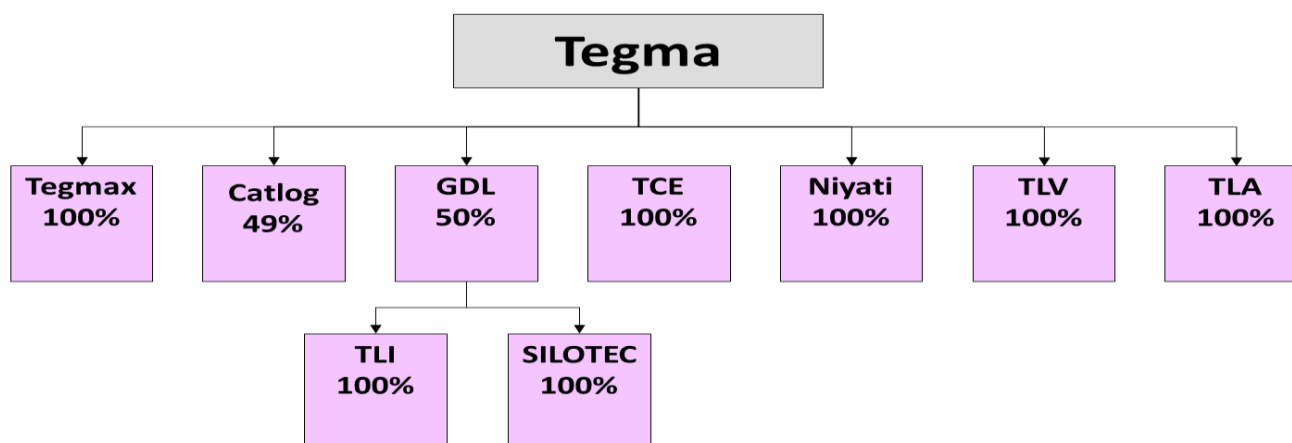 Tegma
Tegmax
100%
Catlog
49%
GDL
50%
TCE
100%
Niyati
100%
TLV
100%
TLA
100%
TLI
100%
SILOTEC
100%